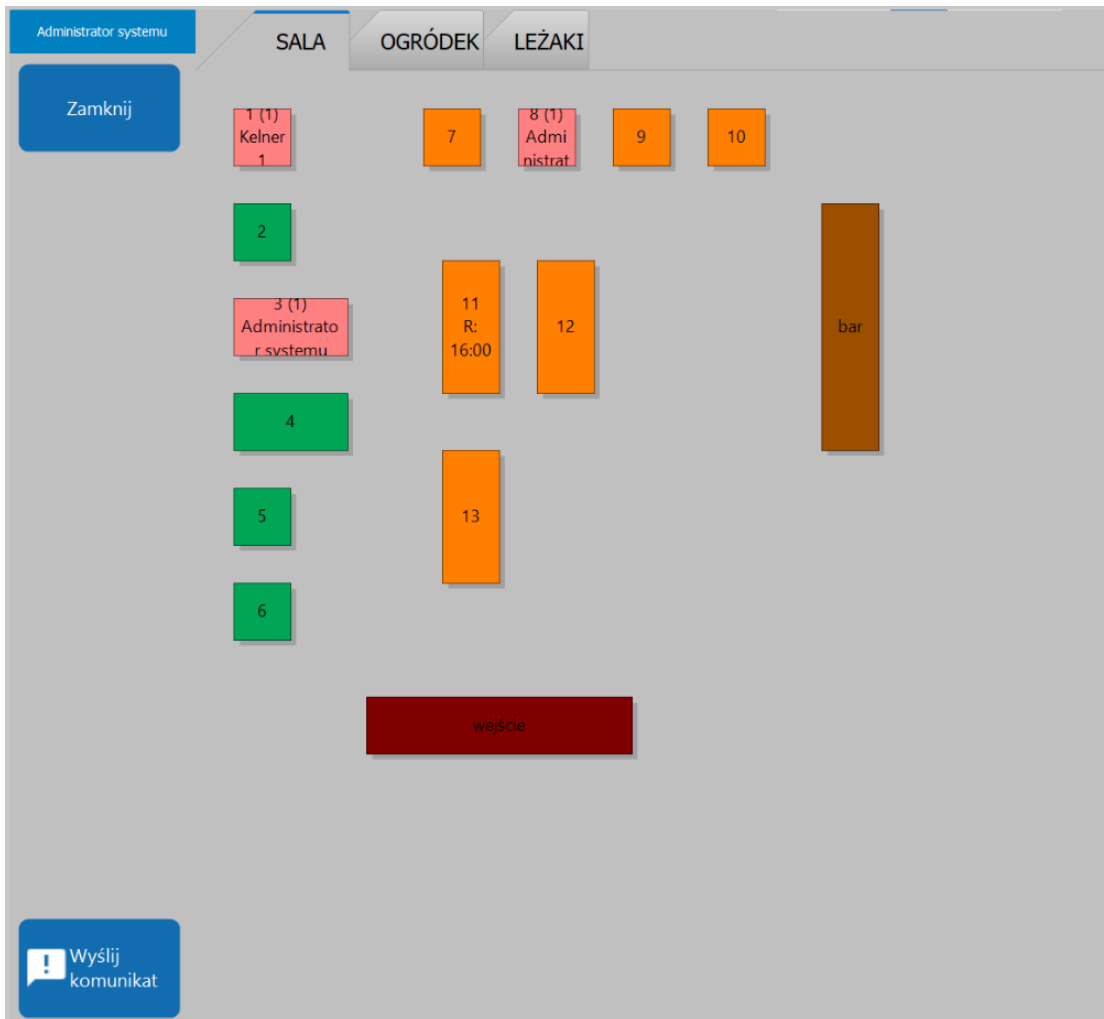 Administrator systemu
SALA
OGRÓDEK
LEŻAKI
Zamknij
1 (1)
Kelner
1
7
8 (1)
Admi
nistrat
9
10
2
3 (1)
Administrato
r systemu
11
R:
16:00
12
bar
4
5
13
6
wejście
Wyślij
komunikat